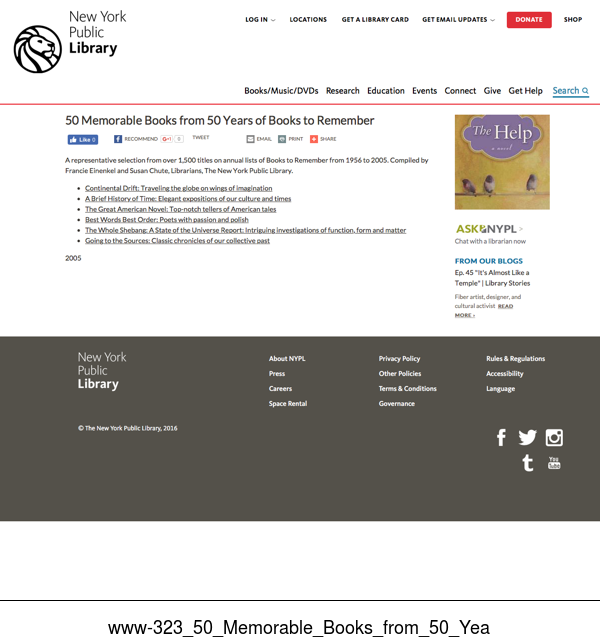 New York
Public
Library
LOG IN
LOCATIONS
GET A LIBRARY CARD
GET EMAIL UPDATES
DONATE
SHOP
Books/Music/DVDs Research Education Events Connect Give Get Help Search
50 Memorable Books from 50 Years of Books to Remember
Like 0
RECOMMEND
G+1 0
TWEET
EMAIL
PRINT
SHARE
A representative selection from over 1,500 titles on annual lists of Books to Remember from 1956 to 2005. Compiled by
Francie Einenkel and Susan Chute, Librarians, The New York Public Library.
• Continental Drift: Traveling the globe on wings of imagination
• A Brief History of Time: Elegant expositions of our culture and times
• The Great American Novel: Top-notch tellers of American tales
• Best Words Best Order: Poets with passion and polish
• The Whole Shebang: A State of the Universe Report: Intriguing investigations of function, form and matter
• Going to the Sources: Classic chronicles of our collective past
2005
The Help
a novel
ASK NYPL >
Chat with a librarian now
FROM OUR BLOGS
Ep. 45 "It's Almost Like a
Temple" | Library Stories
Fiber artist, designer, and
cultural activist READ
MORE ›
New York
Public
Library
About NYPL
Press
Careers
Space Rental
Privacy Policy
Other Policies
Terms & Conditions
Governance
Rules & Regulations
Accessibility
Language
© The New York Public Library, 2016
f
t
You
Tube
www-323_50_Memorable_Books_from_50_Yea